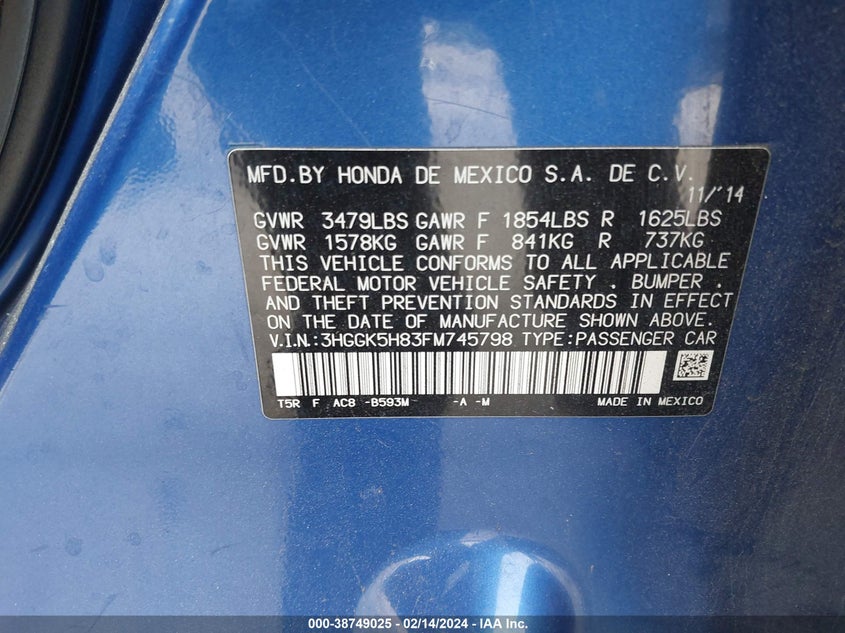 MFD.BY HONDA DE MEXICO S.A. DE C.V.
11/'14
GVWR 3479LBS GAWR F 1854LBS R 1625LBS
GVWR 1578KG GAWR F 841KG R 737KG
THIS VEHICLE CONFORMS TO ALL APPLICABLE
FEDERAL MOTOR VEHICLE SAFETY . BUMPER .
AND THEFT PREVENTION STANDARDS IN EFFECT
ON THE DATE OF MANUFACTURE SHOWN ABOVE.
V.I.N.:3HGGK5H83FM745798 TYPE:PASSENGER CAR
T5R F AC8 -B593M -A -M MADE IN MEXICO
000-38749025 - 02/14/2024 - IAA Inc.